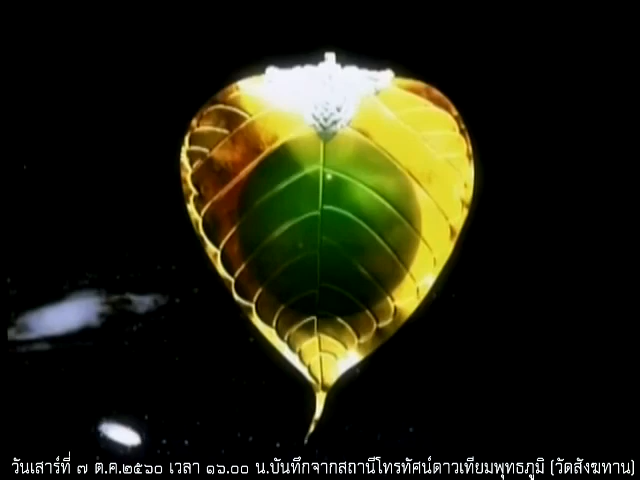 วันเสาร์ที่ ๗ ต.ค.๒๕๖๐ เวลา ๑๖.๐๐ น.บันทึกจากสถานีโทรทัศน์ดาวเทียมพุทธภูมิ (วัดสังฆทาน)